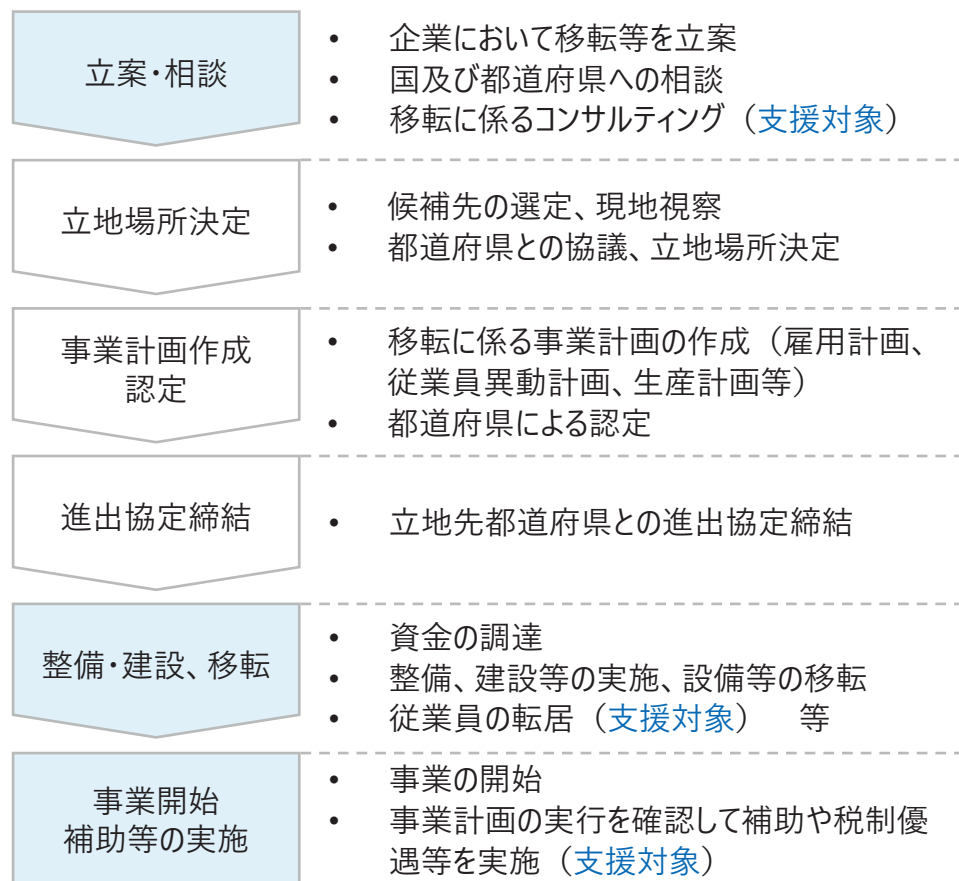 立案・相談
• 企業において移転等を立案
• 国及び都道府県への相談
• 移転に係るコンサルティング（支援対象）
立地場所決定
• 候補先の選定、現地視察
• 都道府県との協議、立地場所決定
事業計画作成
認定
• 移転に係る事業計画の作成（雇用計画、
従業員異動計画、生産計画等）
• 都道府県による認定
進出協定締結
• 立地先都道府県との進出協定締結
整備・建設、移転
• 資金の調達
• 整備、建設等の実施、設備等の移転
• 従業員の転居（支援対象）　等
事業開始
補助等の実施
• 事業の開始
• 事業計画の実行を確認して補助や税制優
遇等を実施（支援対象）